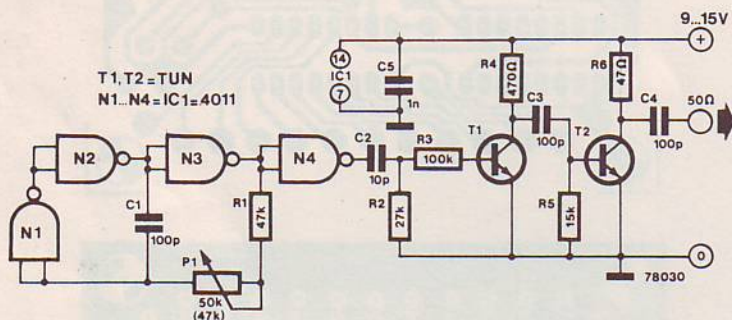 9...15V
+
T1,T2 = TUN
N1...N4 = IC1 = 4011
14
IC1
7
C5
1n
R4
470Ω
R6
47Ω
C3
100p
C4
100p
50Ω
T1
T2
N2
N3
N4
C2
10p
R3
100k
N1
C1
100p
R1
47k
R2
27k
R5
15k
P1
50k
(47k)
0
78030